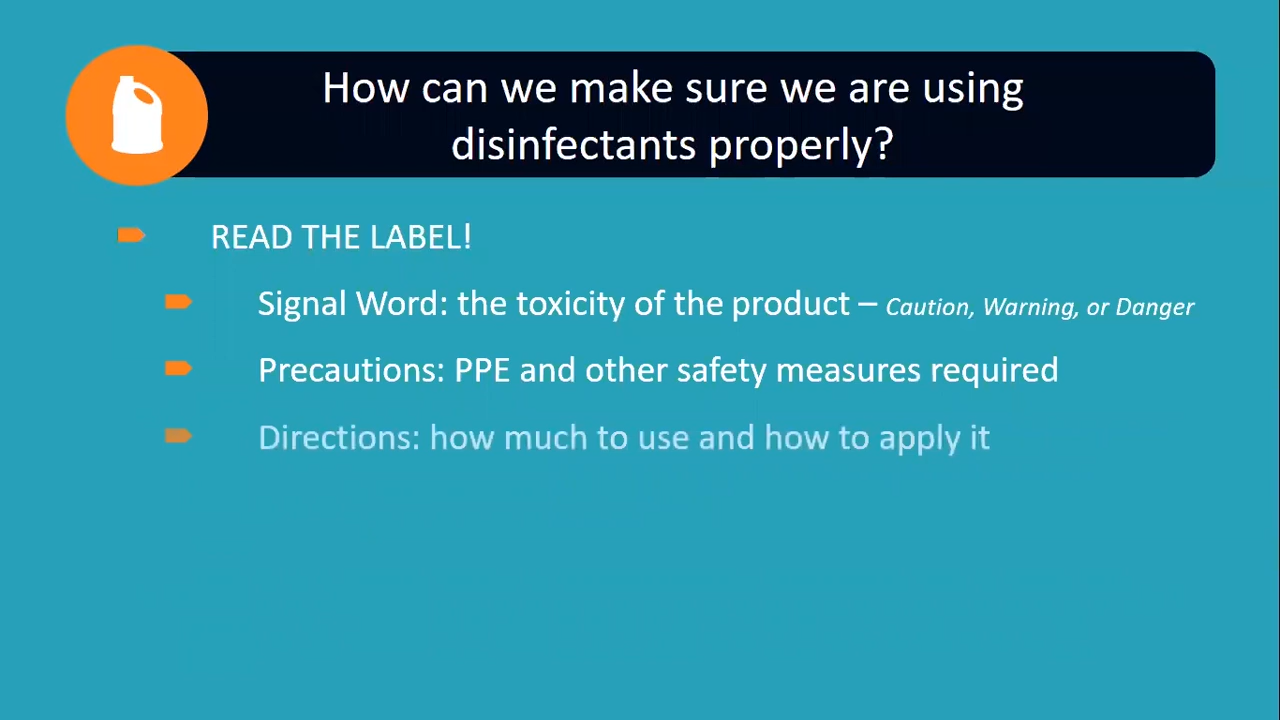 How can we make sure we are using
disinfectants properly?
READ THE LABEL!
Signal Word: the toxicity of the product – Caution, Warning, or Danger
Precautions: PPE and other safety measures required
Directions: how much to use and how to apply it